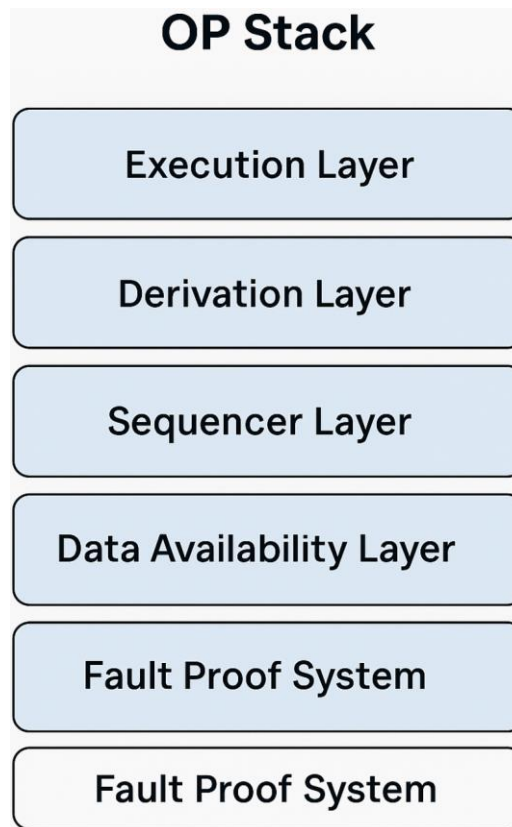 OP Stack
Execution Layer
Derivation Layer
Sequencer Layer
Data Availability Layer
Fault Proof System
Fault Proof System